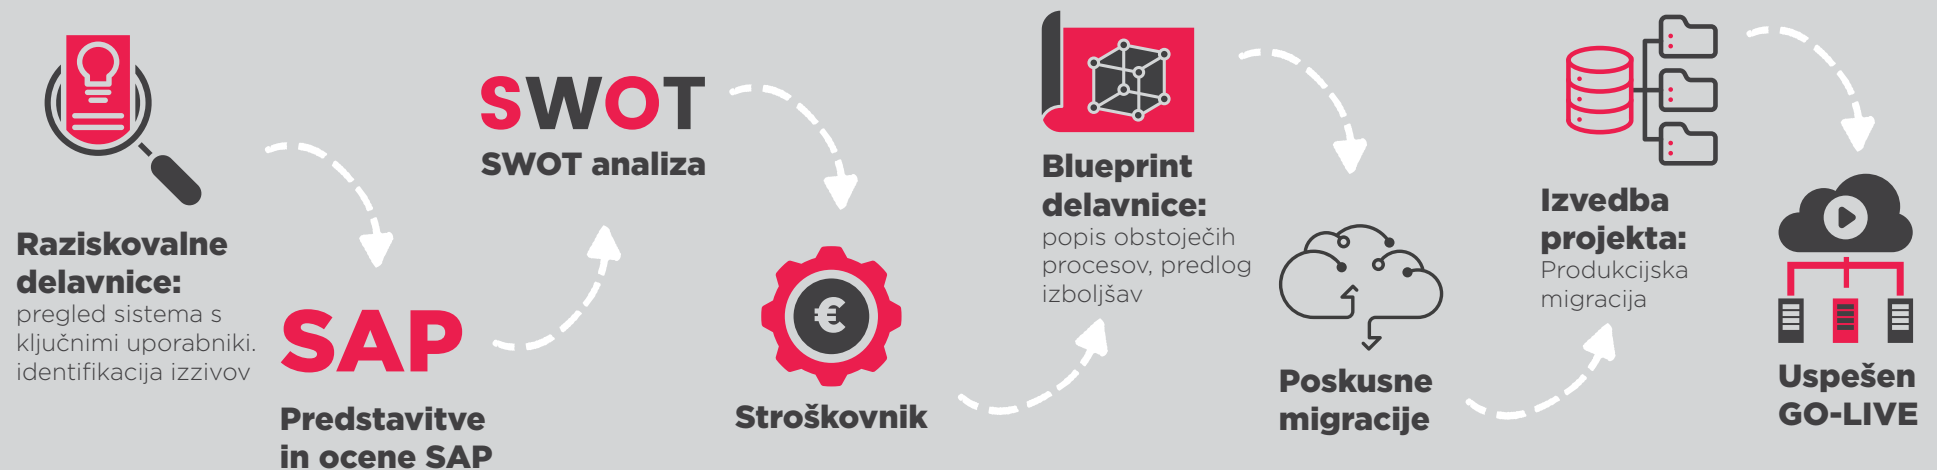 Raziskovalne
delavnice:
pregled sistema s
ključnimi uporabniki.
identifikacija izzivov
SAP
Predstavitve
in ocene SAP
SWOT
SWOT analiza
€
Stroškovnik
Blueprint
delavnice:
popis obstoječih
procesov, predlog
izboljšav
Poskusne
migracije
Izvedba
projekta:
Produkcijska
migracija
Uspešen
GO-LIVE